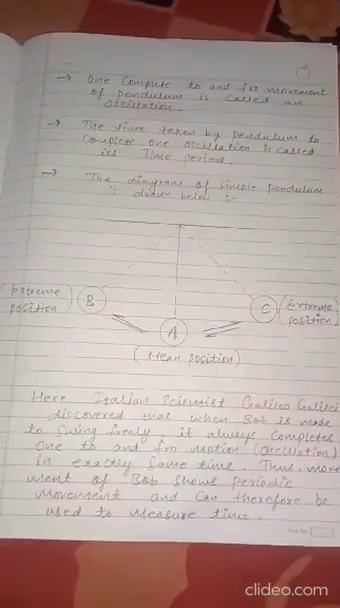 → One Complete to and fro movement
of pendulum is called an
oscillation.
→ The time taken by pendulum to
Complete one oscillation is called
its Time period.
→ The diagram of Simple pendulum
is drawn below :-
(Extreme
position)
B
A
C
(Extreme
position)
(Mean position)
Here Italian Scientist Galileo Galilei
discovered that when Bob is made
to Swing freely it always completes
One to and fro motion (Oscillation)
in exactly same time. Thus, move
ment of Bob shows periodic
movement and can therefore be
used to measure time.
clideo.com